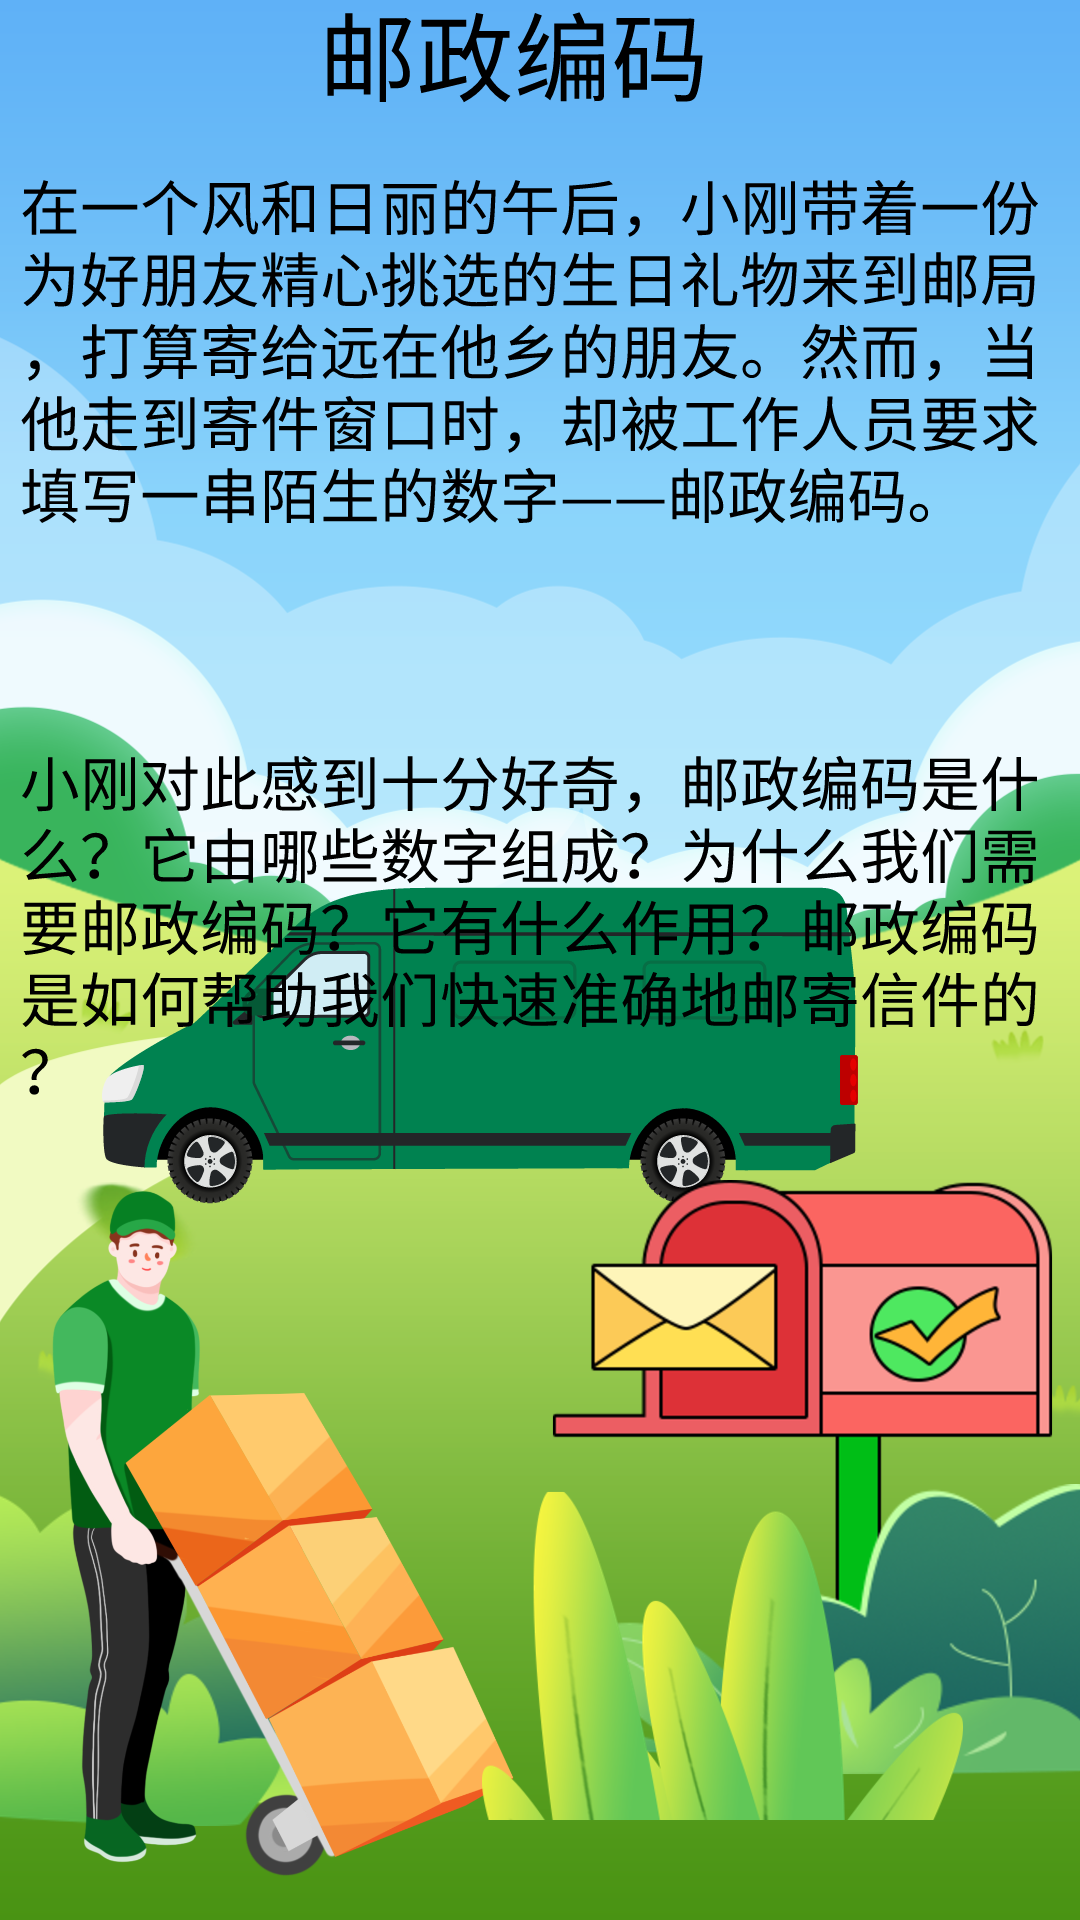 邮政编码
在一个风和日丽的午后，小刚带着一份
为好朋友精心挑选的生日礼物来到邮局
，打算寄给远在他乡的朋友。然而，当
他走到寄件窗口时，却被工作人员要求
填写一串陌生的数字——邮政编码。
小刚对此感到十分好奇，邮政编码是什
么？它由哪些数字组成？为什么我们需
要邮政编码？它有什么作用？邮政编码
是如何帮助我们快速准确地邮寄信件的
？